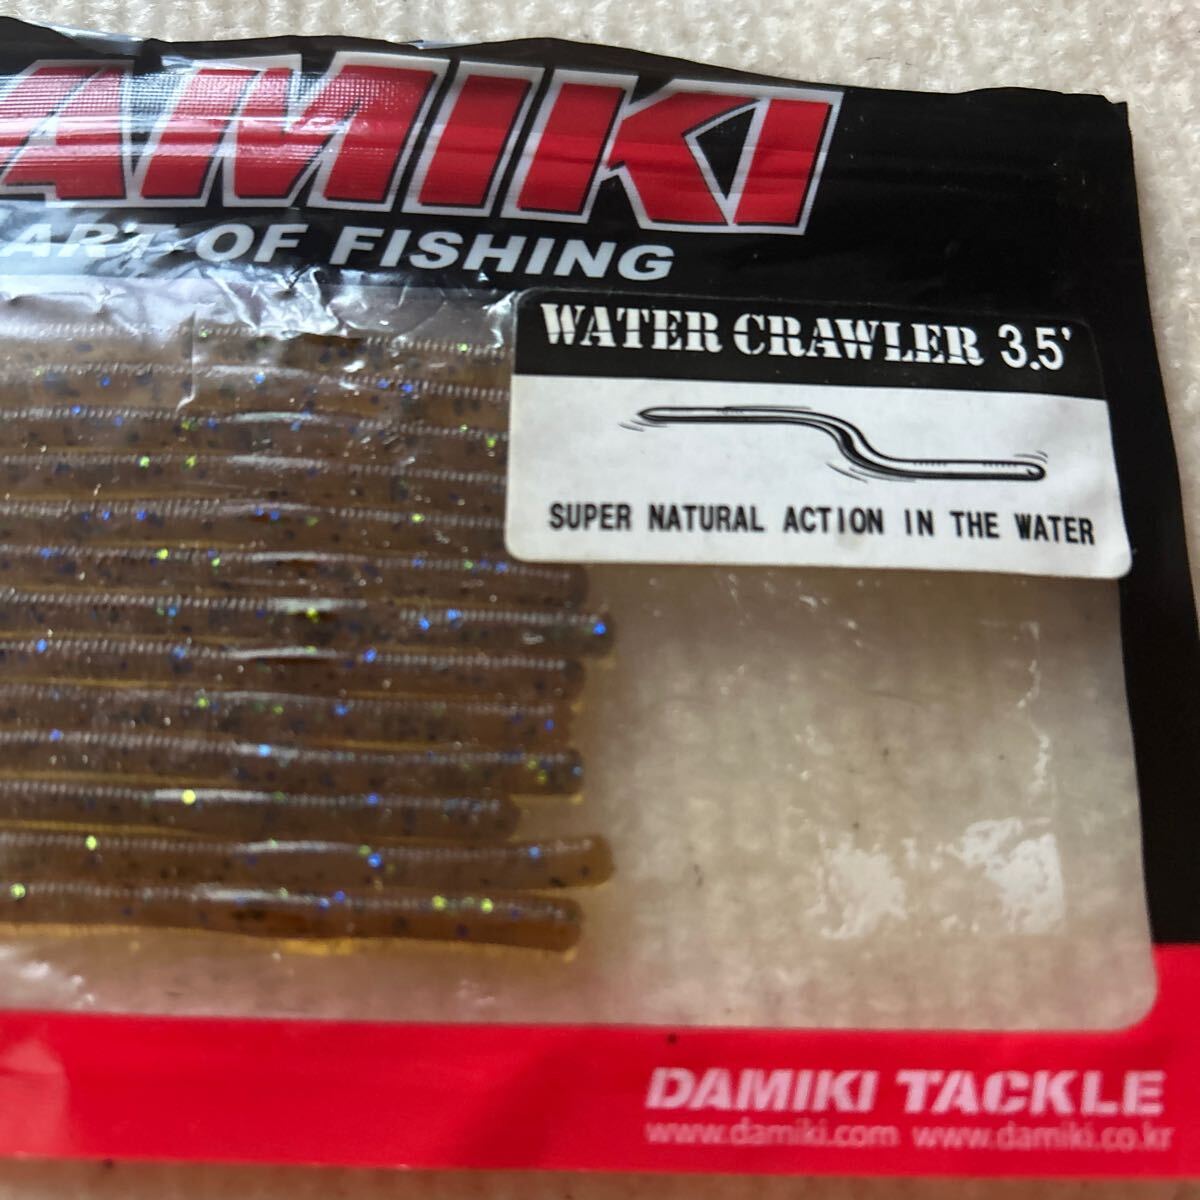 AMIKI
ART OF FISHING
WATER CRAWLER 3.5'
SUPER NATURAL ACTION IN THE WATER
DAMIKI TACKLE
www.damiki.com www.damiki.co.kr